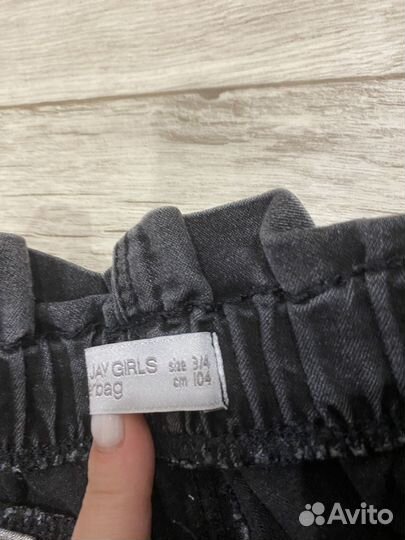 JAY GIRLS size 3/4
rbag cm 104
Avito